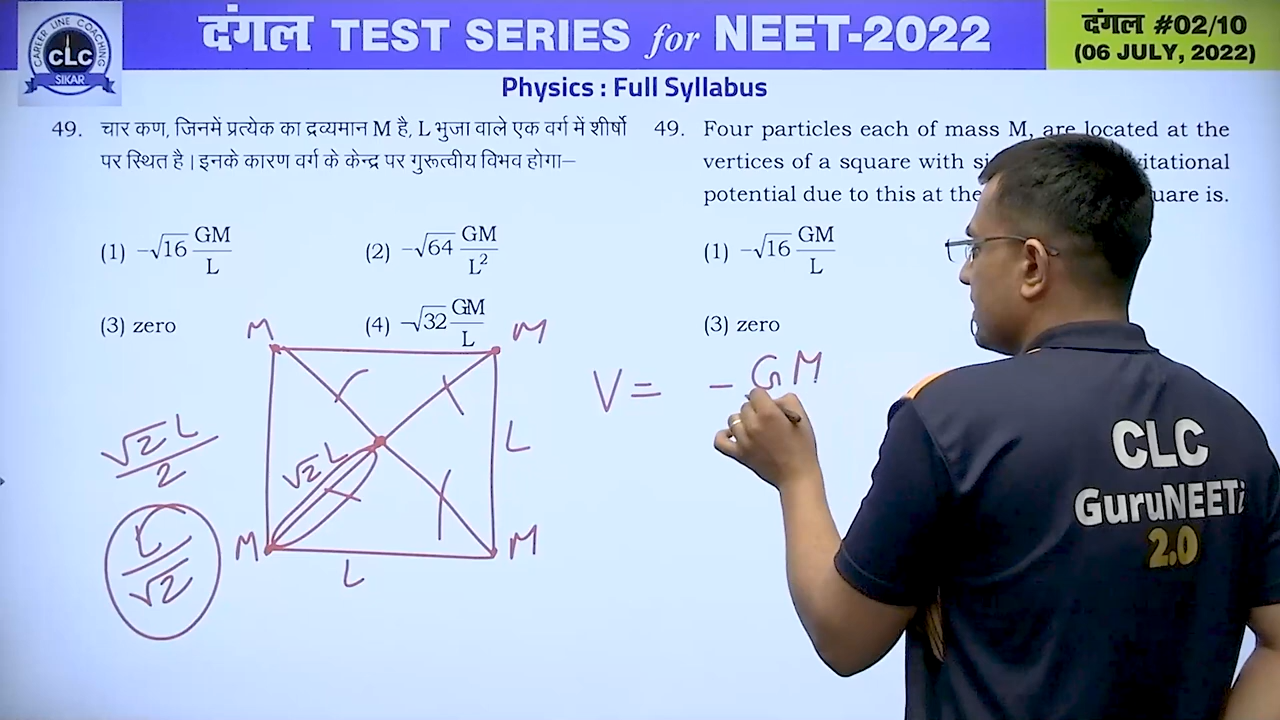 CAREER LINE COACHING
CLC
SIKAR
दंगल TEST SERIES for NEET-2022
दंगल #02/10
(06 JULY, 2022)
Physics : Full Syllabus
49. चार कण, जिनमें प्रत्येक का द्रव्यमान M है, L भुजा वाले एक वर्ग में शीर्षो
पर स्थित है। इनके कारण वर्ग के केन्द्र पर गुरूत्वीय विभव होगा–
(1) -√16 GM/L (2) -√64 GM/L²
(3) zero (4) -√32 GM/L
49. Four particles each of mass M, are located at the
vertices of a square with
potential due to this at the is.
(1) -√16 GM/L
(3) zero
M M
√2L/2
√2L
L
L/√2
M M
L
V = - GM
CLC
GuruNEETi
2.0